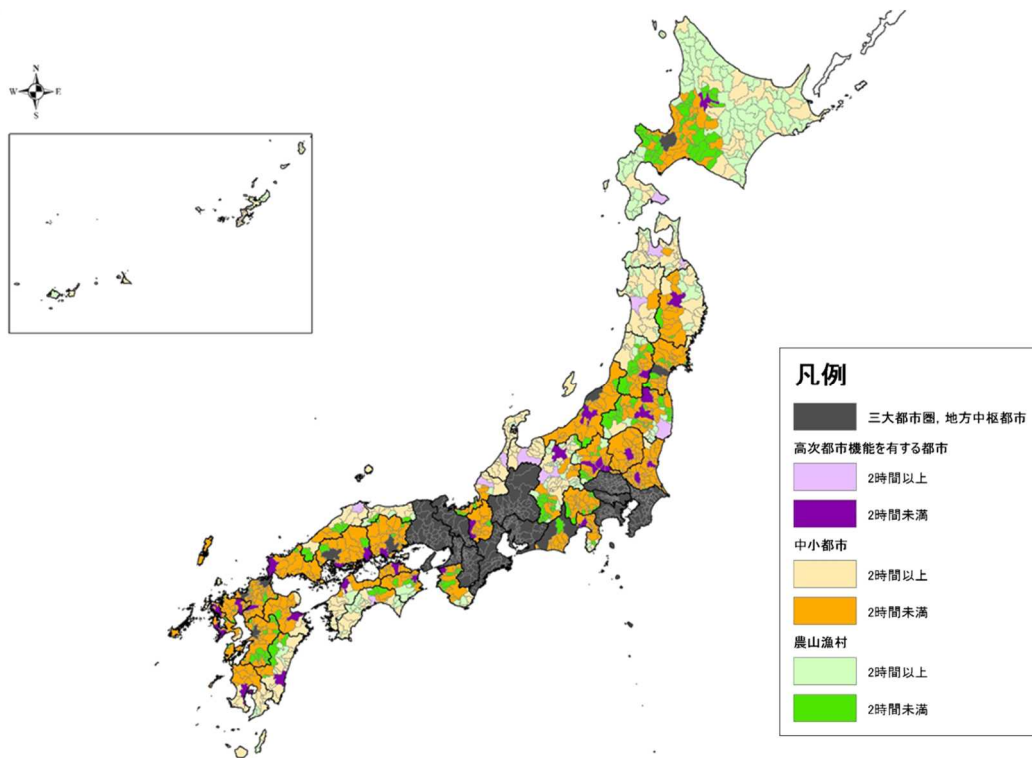 N
W E
S
凡例
三大都市圏, 地方中枢都市
高次都市機能を有する都市
2時間以上
2時間未満
中小都市
2時間以上
2時間未満
農山漁村
2時間以上
2時間未満